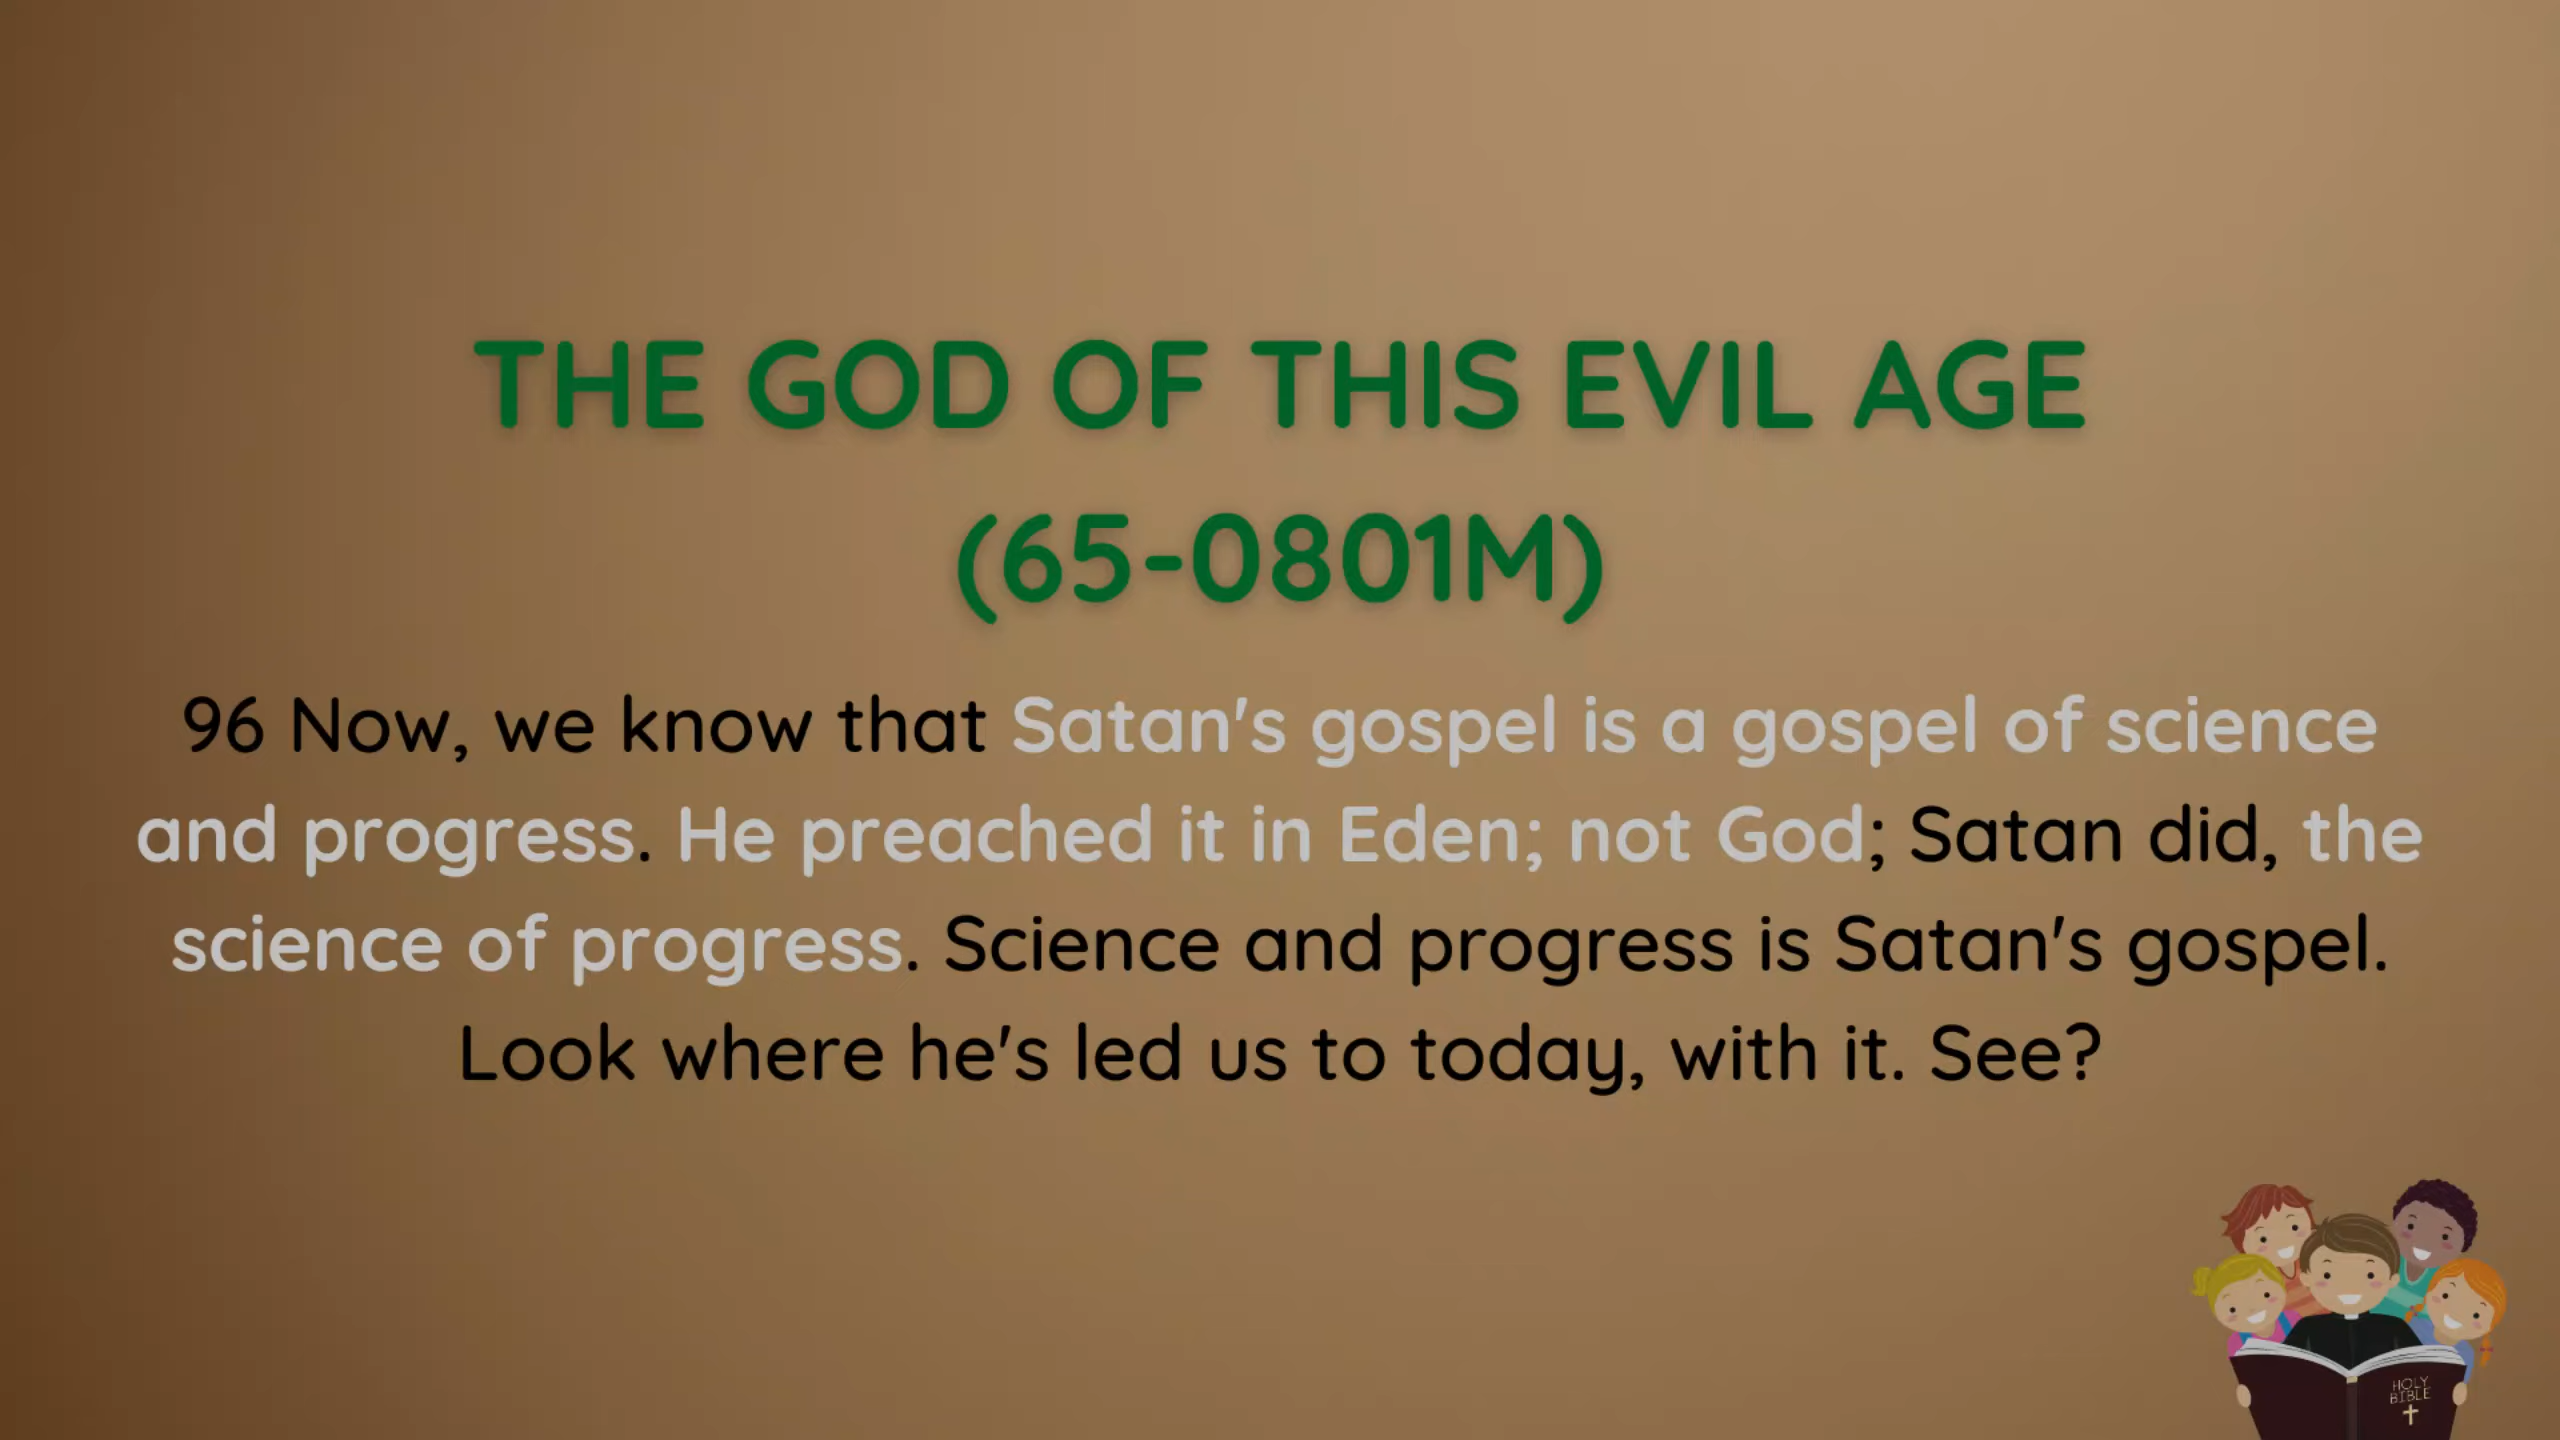 THE GOD OF THIS EVIL AGE
(65-0801M)
96 Now, we know that Satan's gospel is a gospel of science
and progress. He preached it in Eden; not God; Satan did, the
science of progress. Science and progress is Satan's gospel.
Look where he's led us to today, with it. See?
HOLY
BIBLE